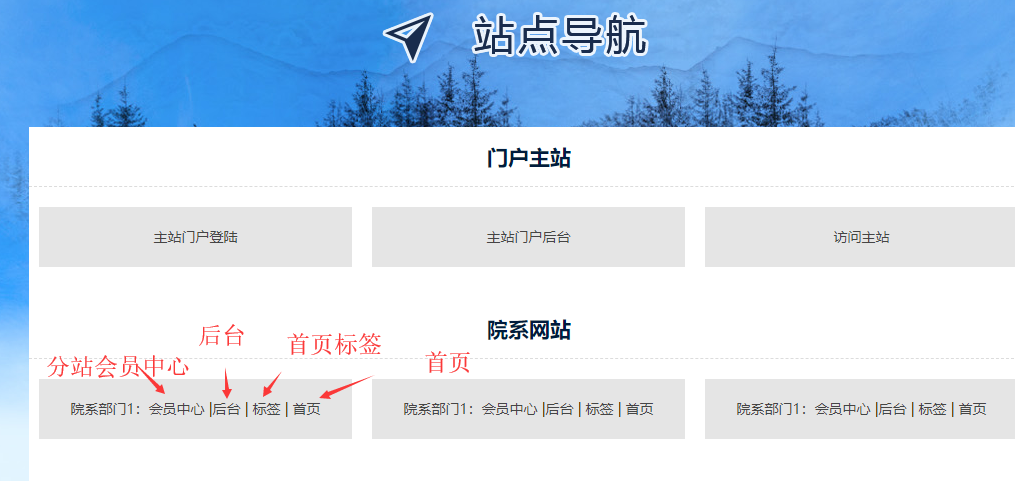 站点导航
门户主站
主站门户登陆
主站门户后台
访问主站
院系网站
分站会员中心
后台
首页标签
首页
院系部门1：会员中心 |后台 | 标签 | 首页
院系部门1：会员中心 |后台 | 标签 | 首页
院系部门1：会员中心 |后台 | 标签 | 首页